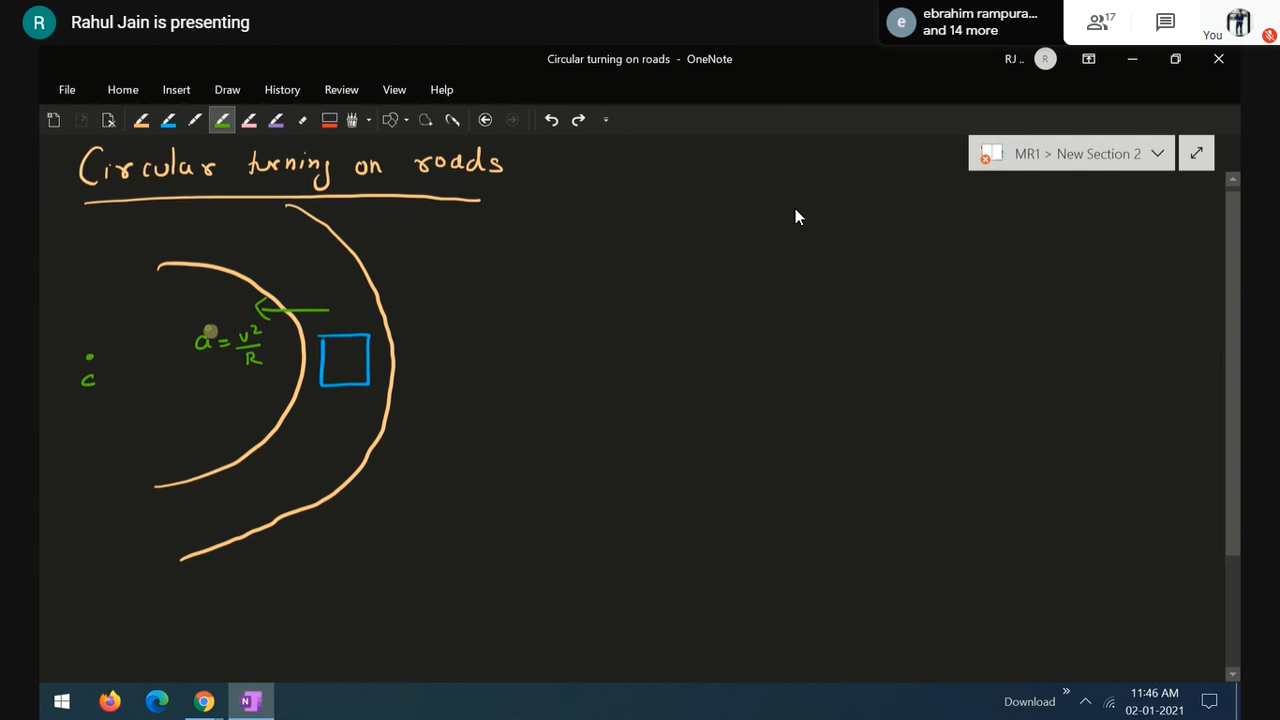 R Rahul Jain is presenting
e ebrahim rampura...
and 14 more
17
You
Circular turning on roads - OneNote
RJ ..
R
File Home Insert Draw History Review View Help
MR1 > New Section 2
Circular turning on roads
a = v²/R
C
Download
11:46 AM
02-01-2021